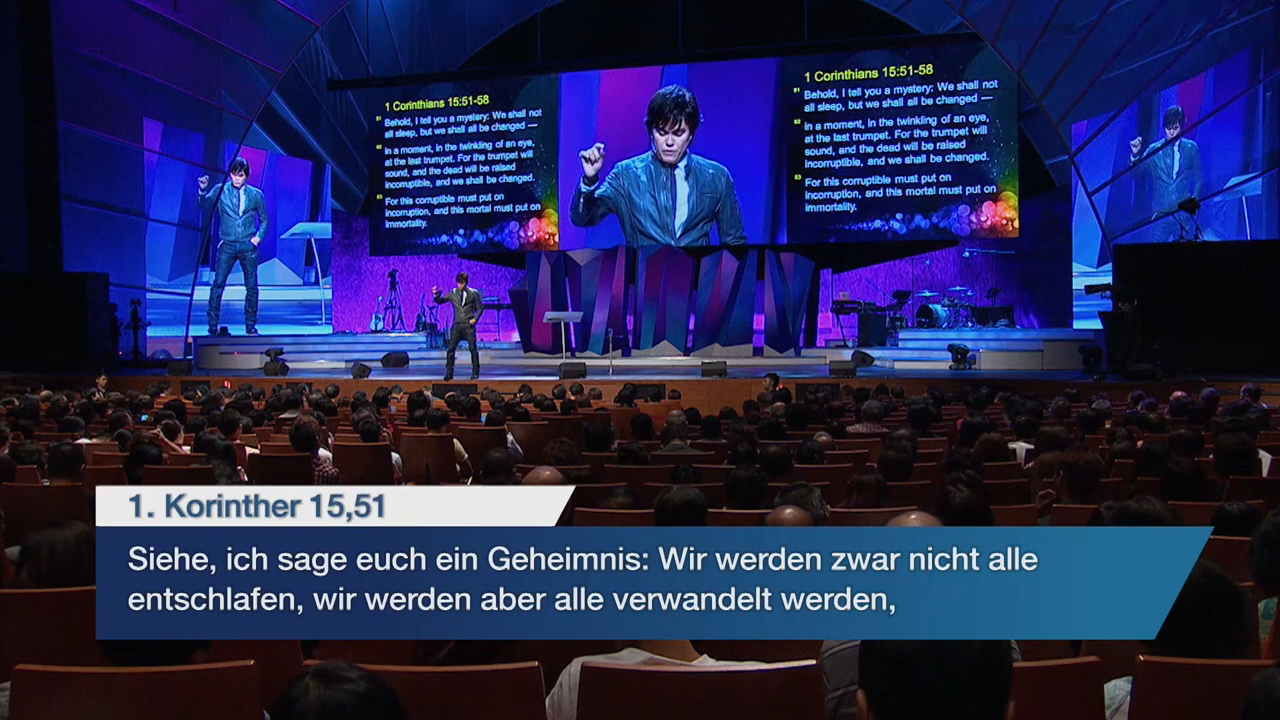 1 Corinthians 15:51-58
51 Behold, I tell you a mystery: We shall not
all sleep, but we shall all be changed —
52 in a moment, in the twinkling of an eye,
at the last trumpet. For the trumpet will
sound, and the dead will be raised
incorruptible, and we shall be changed.
53 For this corruptible must put on
incorruption, and this mortal must put on
immortality.
1 Corinthians 15:51-58
51 Behold, I tell you a mystery: We shall not
all sleep, but we shall all be changed —
52 in a moment, in the twinkling of an eye,
at the last trumpet. For the trumpet will
sound, and the dead will be raised
incorruptible, and we shall be changed.
53 For this corruptible must put on
incorruption, and this mortal must put on
immortality.
1. Korinther 15,51
Siehe, ich sage euch ein Geheimnis: Wir werden zwar nicht alle
entschlafen, wir werden aber alle verwandelt werden,